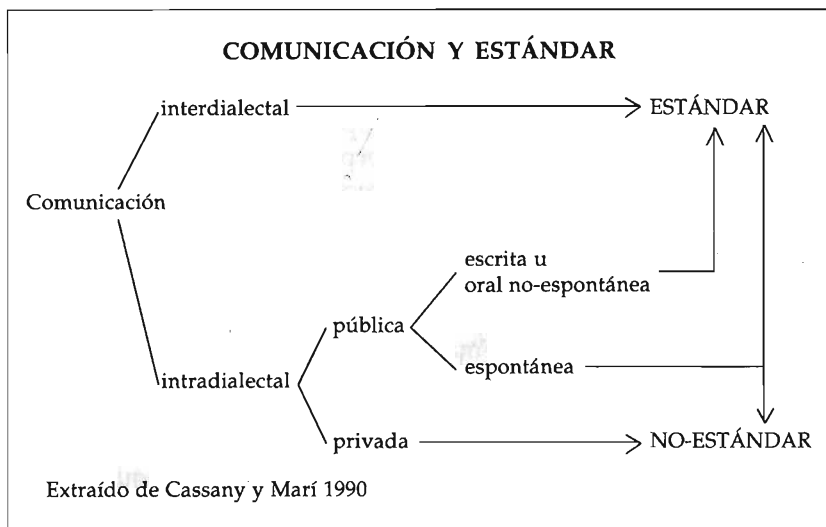 COMUNICACIÓN Y ESTÁNDAR
interdialectal
ESTÁNDAR
Comunicación
escrita u
oral no-espontánea
pública
espontánea
intradialectal
privada
NO-ESTÁNDAR
Extraído de Cassany y Marí 1990